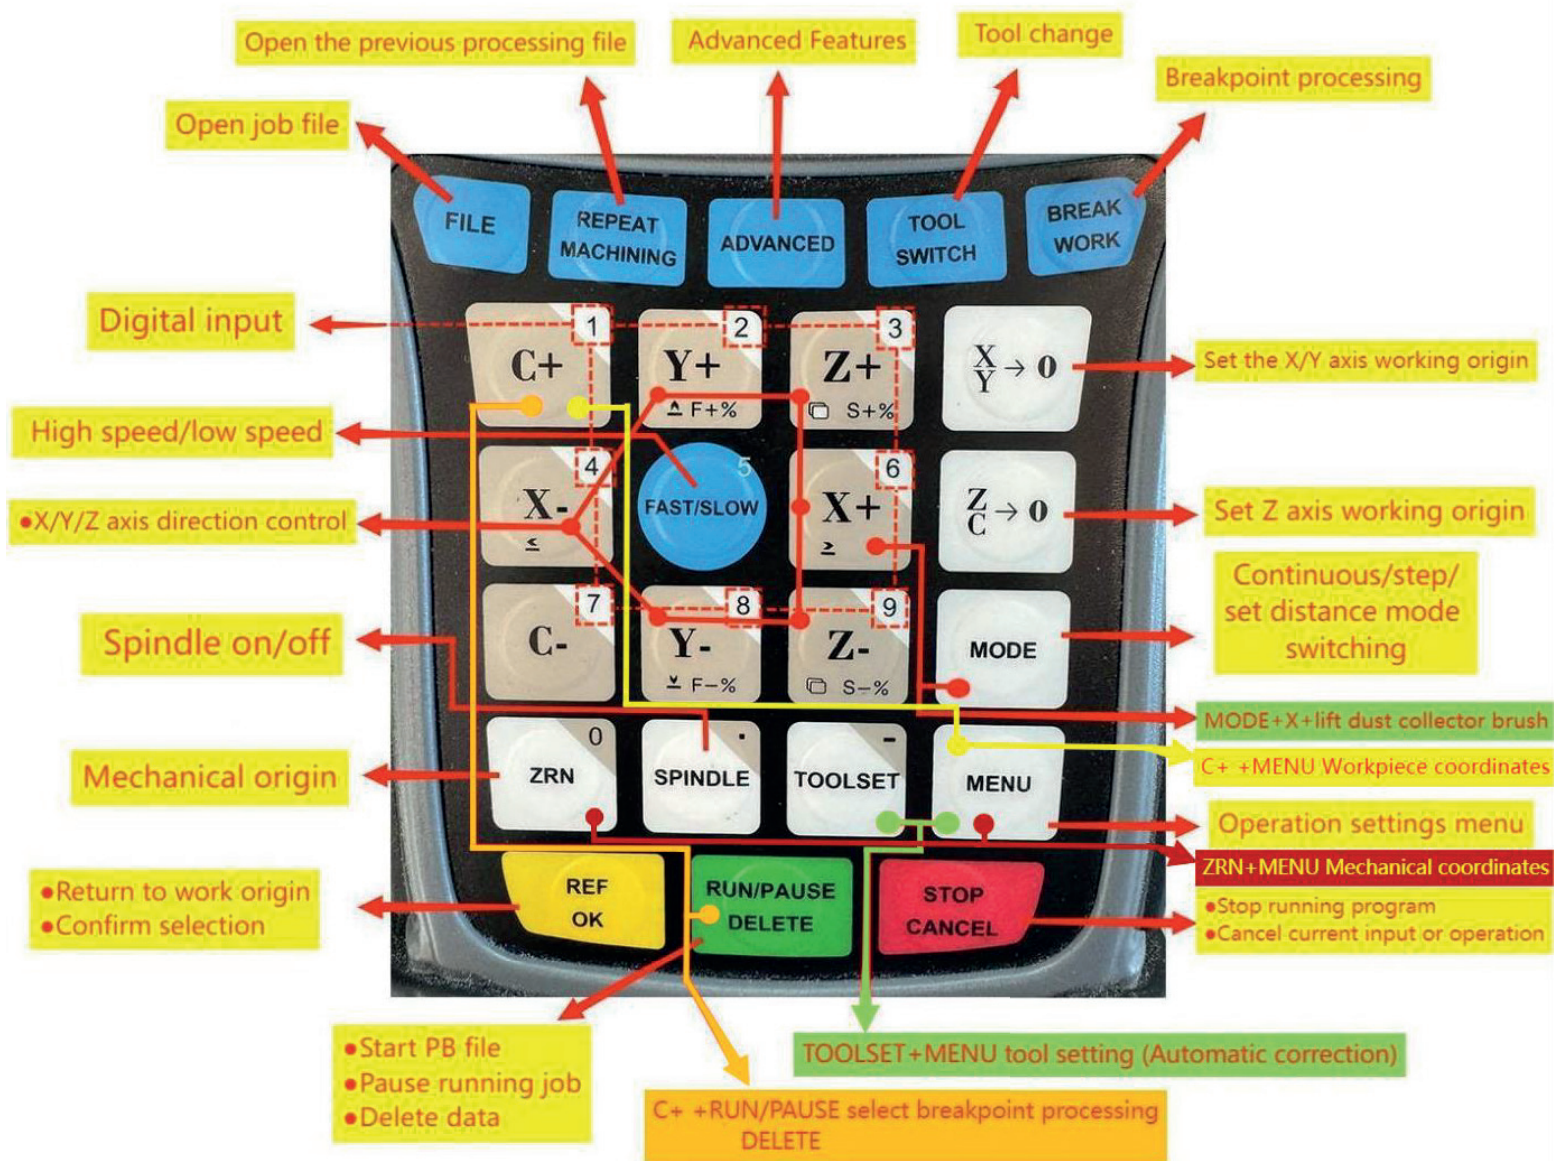 Open the previous processing file
Advanced Features
Tool change
Breakpoint processing
Open job file
FILE
REPEAT
MACHINING
ADVANCED
TOOL
SWITCH
BREAK
WORK
Digital input
C+
1
Y+
2
F+%
Z+
3
S+%
X
Y → 0
Set the X/Y axis working origin
High speed/low speed
•X/Y/Z axis direction control
X-
4
5
FAST/SLOW
X+
6
Z
C → 0
Set Z axis working origin
Spindle on/off
C-
7
Y-
8
F-%
Z-
9
S-%
MODE
Continuous/step/
set distance mode
switching
MODE+X+lift dust collector brush
C+ +MENU Workpiece coordinates
Mechanical origin
ZRN
0
SPINDLE
.
TOOLSET
-
MENU
Operation settings menu
ZRN+MENU Mechanical coordinates
•Return to work origin
•Confirm selection
REF
OK
RUN/PAUSE
DELETE
STOP
CANCEL
•Stop running program
•Cancel current input or operation
•Start PB file
•Pause running job
•Delete data
TOOLSET+MENU tool setting (Automatic correction)
C+ +RUN/PAUSE select breakpoint processing
DELETE